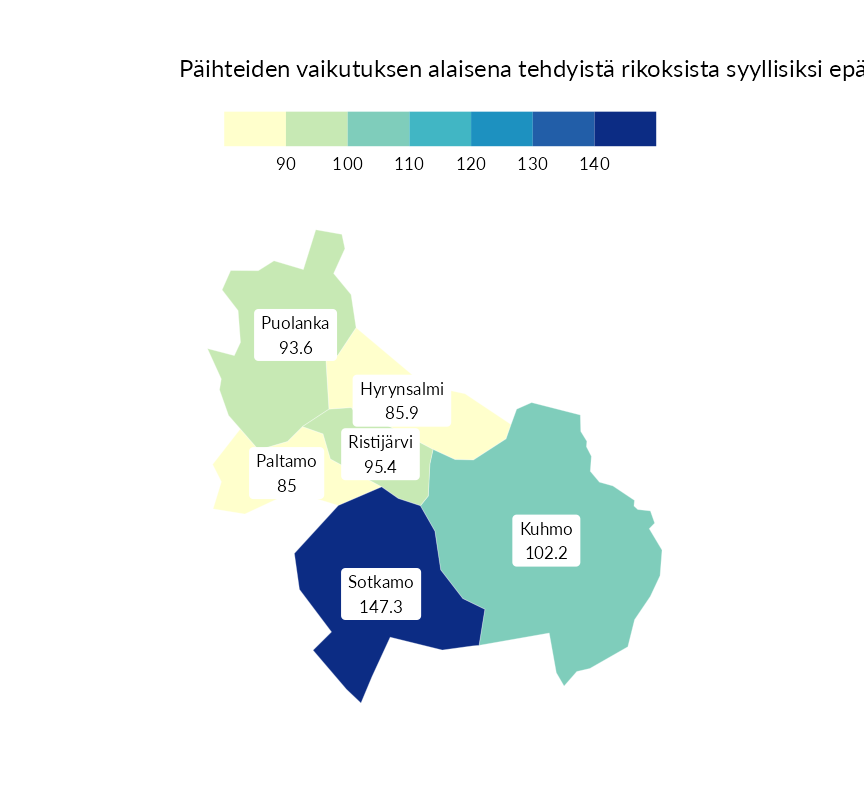 Päihteiden vaikutuksen alaisena tehdyistä rikoksista syyllisiksi epä
90 100 110 120 130 140
Puolanka
93.6
Hyrynsalmi
85.9
Ristijärvi
95.4
Paltamo
85
Kuhmo
102.2
Sotkamo
147.3